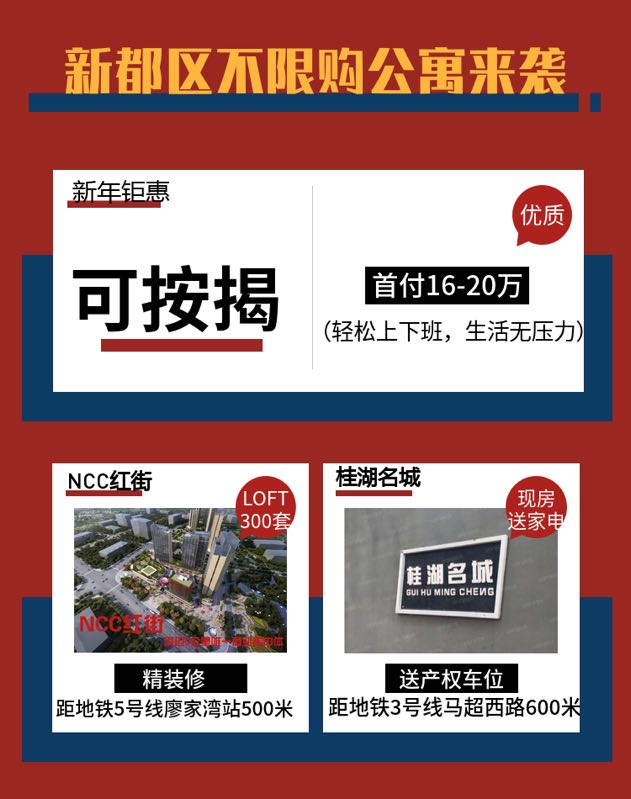 新都区不限购公寓来袭
新年钜惠
优质
可按揭
首付16-20万
（轻松上下班，生活无压力）
NCC红街
LOFT
300套
NCC红街
精装修
距地铁5号线廖家湾站500米
桂湖名城
现房
送家电
桂湖名城
GUI HU MING CHENG
送产权车位
距地铁3号线马超西路600米